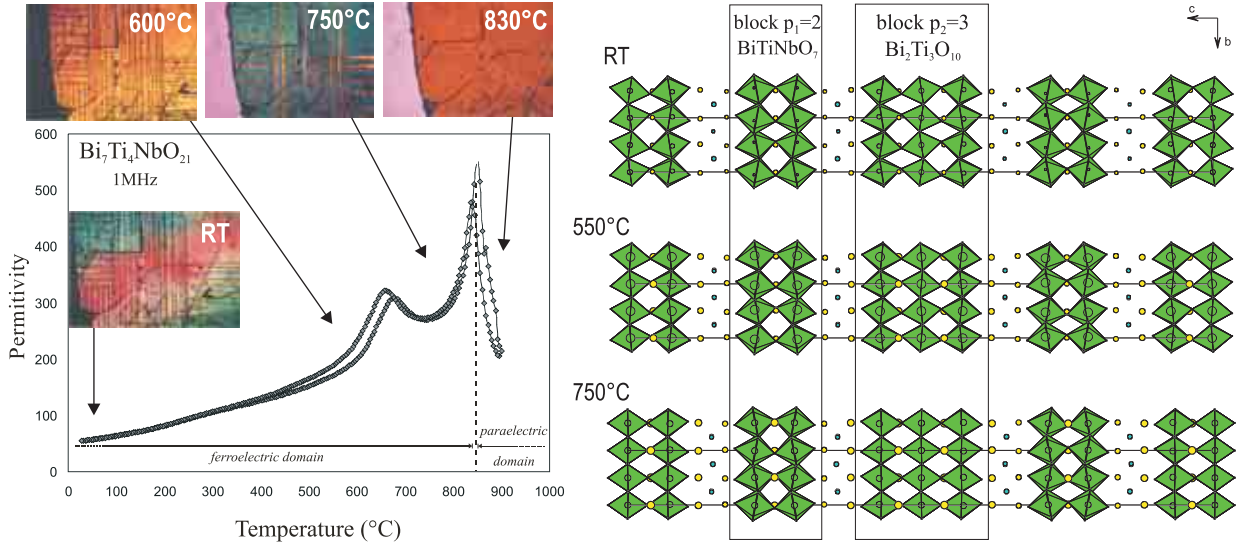 600°C
750°C
830°C
Bi₇Ti₄NbO₂₁
1MHz
RT
Permitivity
600
500
400
300
200
100
0
ferroelectric domain
paraelectric
domain
0 100 200 300 400 500 600 700 800 900 1000
Temperature (°C)
block p₁=2
BiTiNbO₇
block p₂=3
Bi₂Ti₃O₁₀
c
b
RT
550°C
750°C